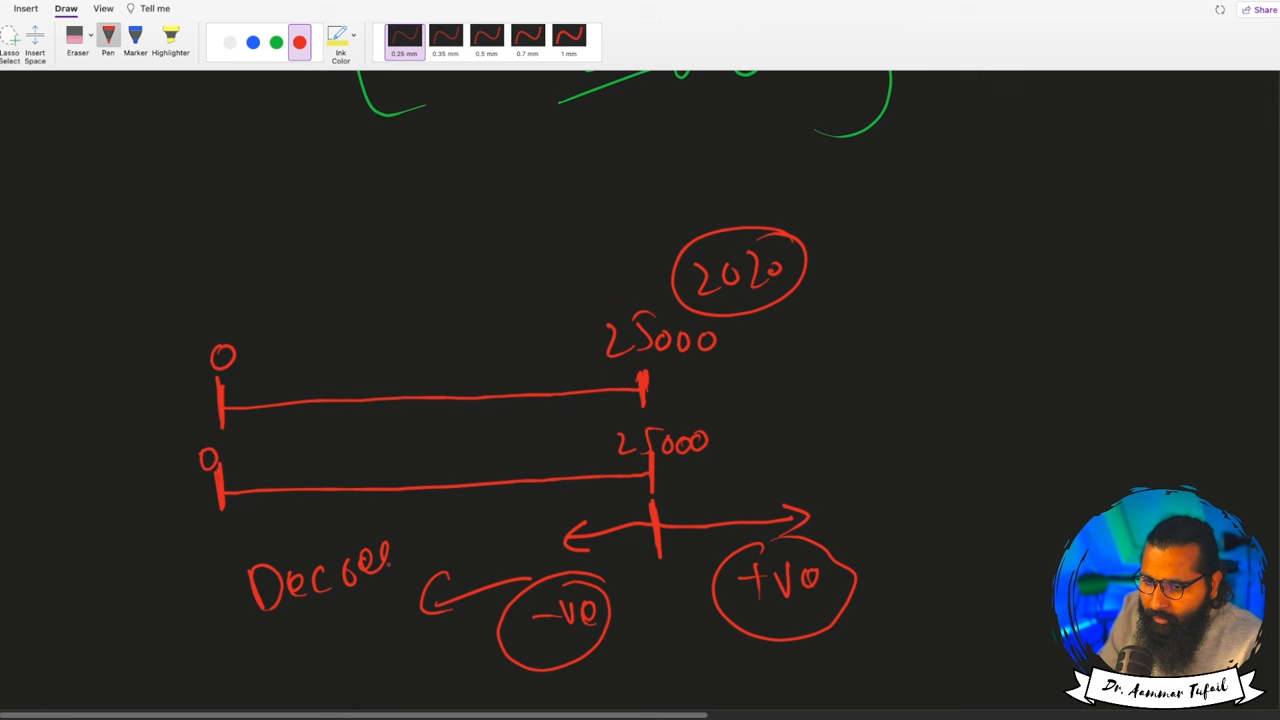 Insert Draw View Tell me
Share
Lasso Select
Insert Space
Eraser
Pen
Marker
Highlighter
Ink Color
0.25 mm
0.35 mm
0.5 mm
0.7 mm
1 mm
2020
0
25000
0
25000
-ve
+ve
Dr. Aammar Tufail